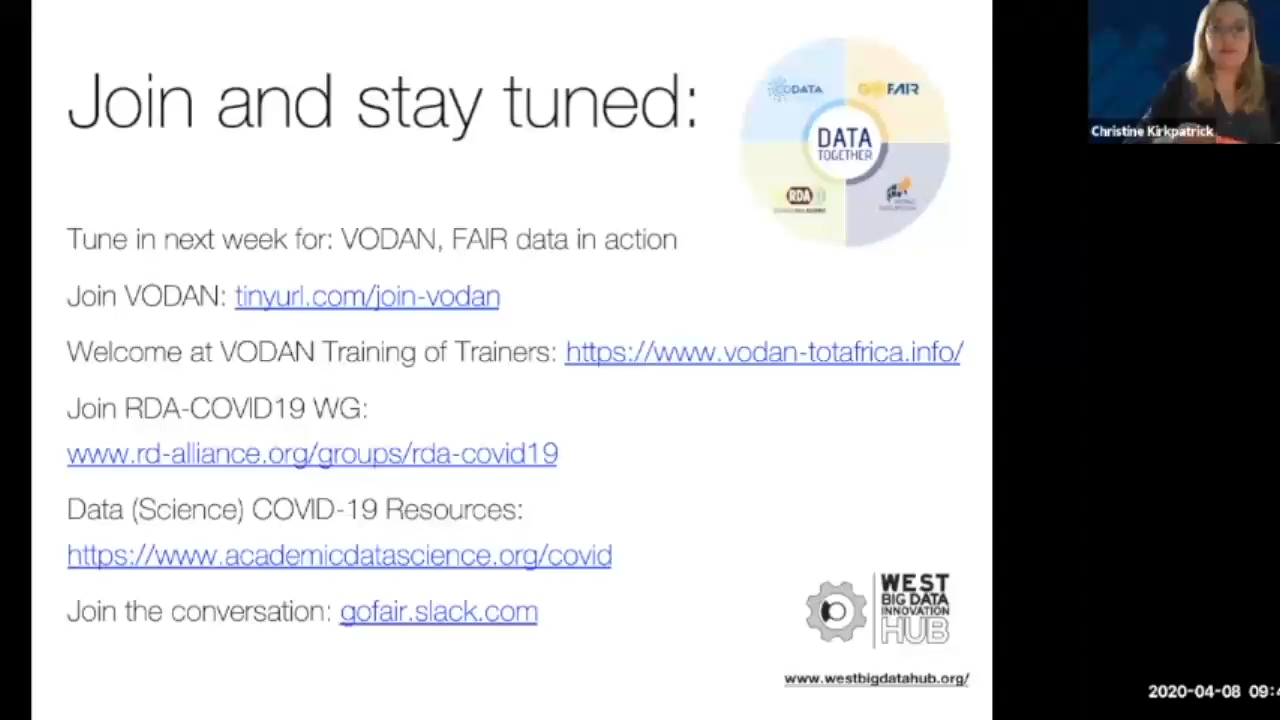 Join and stay tuned:
CODATA
GO FAIR
DATA
TOGETHER
RDA
Christine Kirkpatrick
Tune in next week for: VODAN, FAIR data in action
Join VODAN: tinyurl.com/join-vodan
Welcome at VODAN Training of Trainers: https://www.vodan-totafrica.info/
Join RDA-COVID19 WG:
www.rd-alliance.org/groups/rda-covid19
Data (Science) COVID-19 Resources:
https://www.academicdatascience.org/covid
Join the conversation: gofair.slack.com
WEST
BIG DATA
INNOVATION
HUB
www.westbigdatahub.org/
2020-04-08 09:4